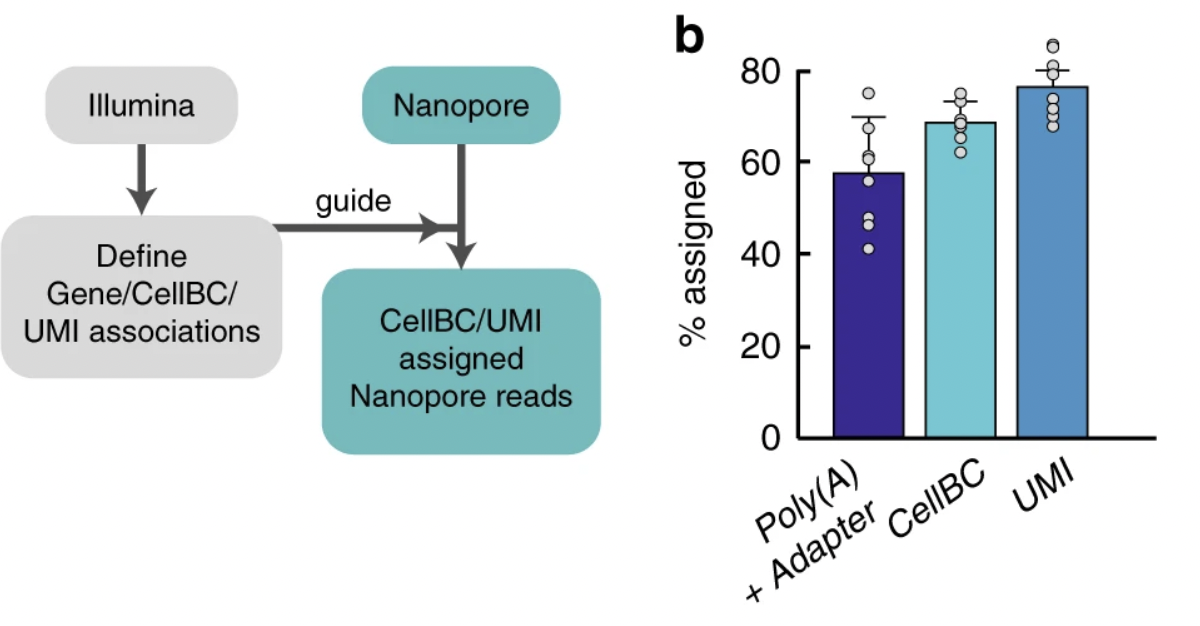 Illumina
Nanopore
guide
Define
Gene/CellBC/
UMI associations
CellBC/UMI
assigned
Nanopore reads
b
% assigned
80
60
40
20
0
Poly(A)
+ Adapter
CellBC
UMI